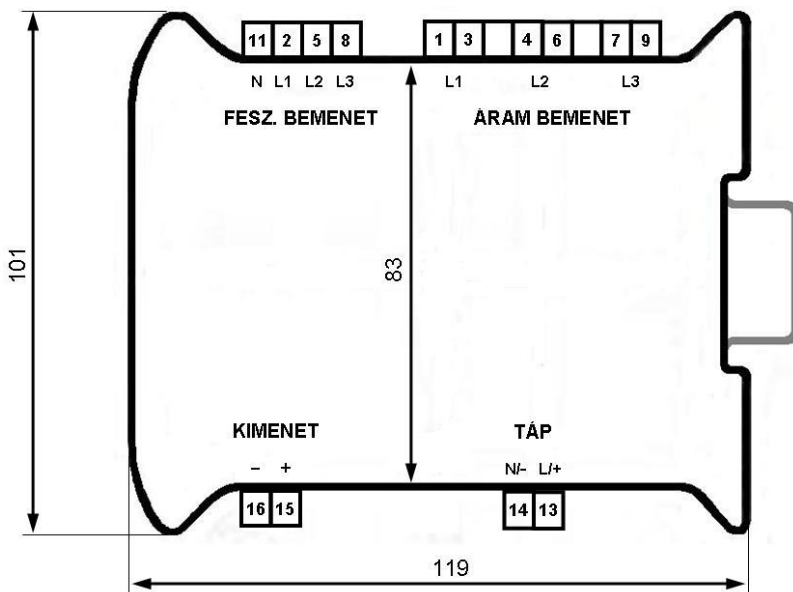 11 2 5 8 1 3 4 6 7 9
N L1 L2 L3 L1 L2 L3
FESZ. BEMENET ÁRAM BEMENET
101
83
KIMENET TÁP
– + N/- L/+
16 15 14 13
119